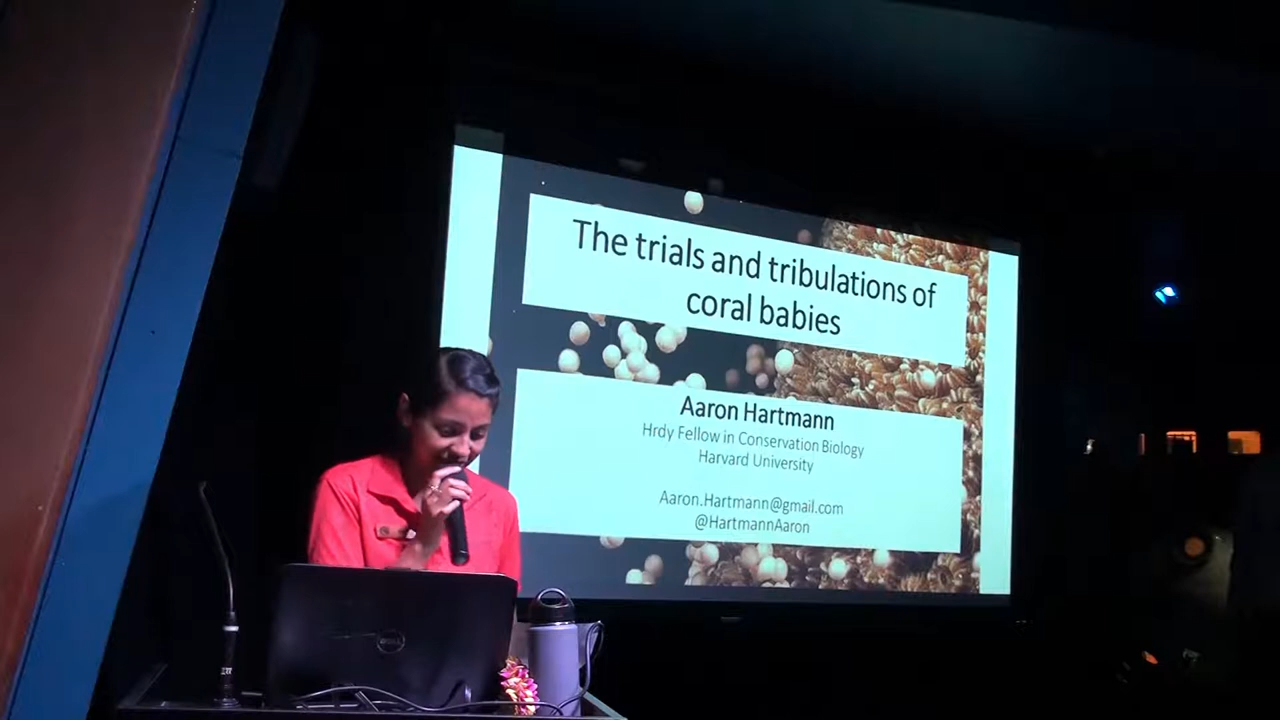 The trials and tribulations of
coral babies
Aaron Hartmann
Hrdy Fellow in Conservation Biology
Harvard University
Aaron.Hartmann@gmail.com
@HartmannAaron
DELL